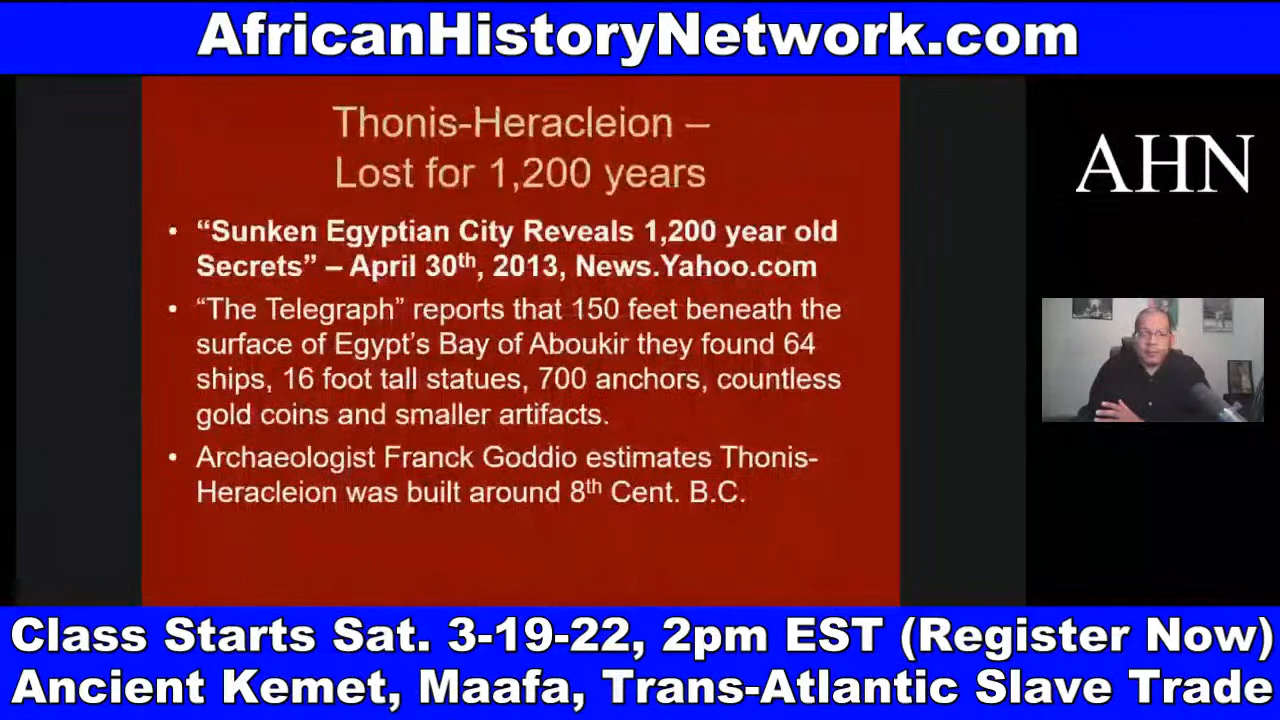 AfricanHistoryNetwork.com
Thonis-Heracleion –
Lost for 1,200 years
• “Sunken Egyptian City Reveals 1,200 year old
Secrets” – April 30th, 2013, News.Yahoo.com
• “The Telegraph” reports that 150 feet beneath the
surface of Egypt’s Bay of Aboukir they found 64
ships, 16 foot tall statues, 700 anchors, countless
gold coins and smaller artifacts.
• Archaeologist Franck Goddio estimates Thonis-
Heracleion was built around 8th Cent. B.C.
AHN
Class Starts Sat. 3-19-22, 2pm EST (Register Now)
Ancient Kemet, Maafa, Trans-Atlantic Slave Trade